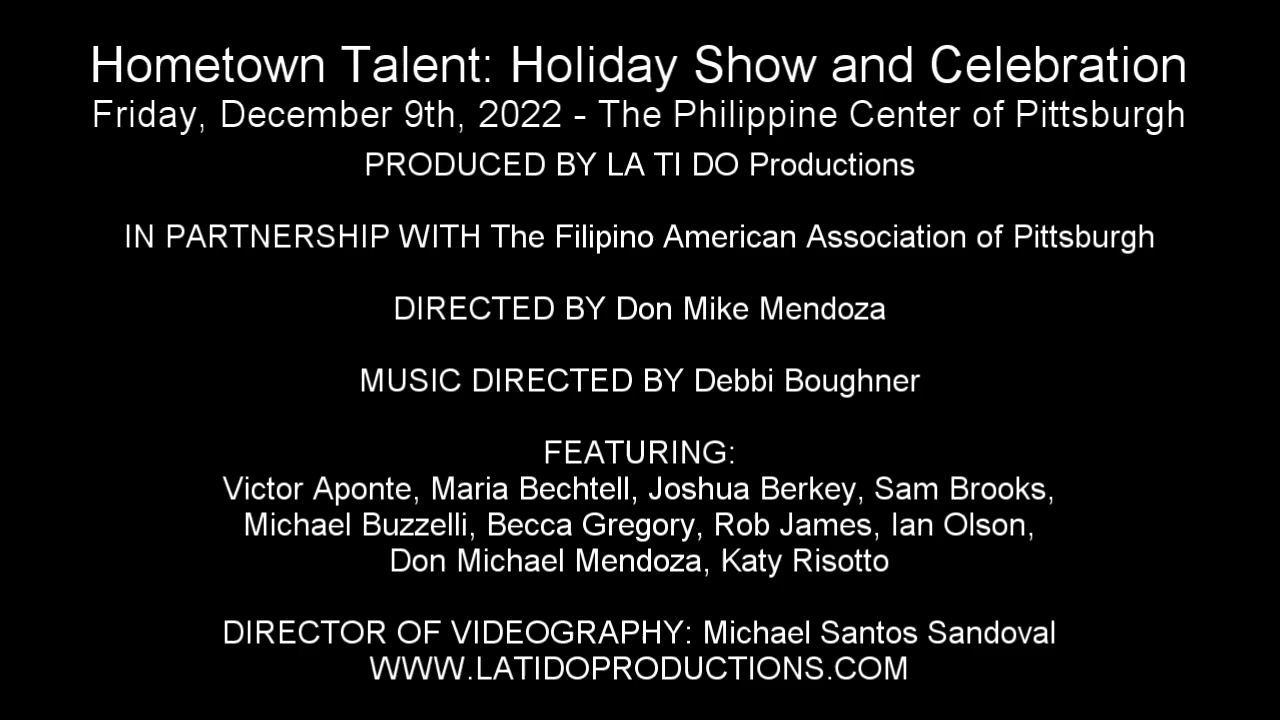 Hometown Talent: Holiday Show and Celebration
Friday, December 9th, 2022 - The Philippine Center of Pittsburgh
PRODUCED BY LA TI DO Productions
IN PARTNERSHIP WITH The Filipino American Association of Pittsburgh
DIRECTED BY Don Mike Mendoza
MUSIC DIRECTED BY Debbi Boughner
FEATURING:
Victor Aponte, Maria Bechtell, Joshua Berkey, Sam Brooks,
Michael Buzzelli, Becca Gregory, Rob James, Ian Olson,
Don Michael Mendoza, Katy Risotto
DIRECTOR OF VIDEOGRAPHY: Michael Santos Sandoval
WWW.LATIDOPRODUCTIONS.COM